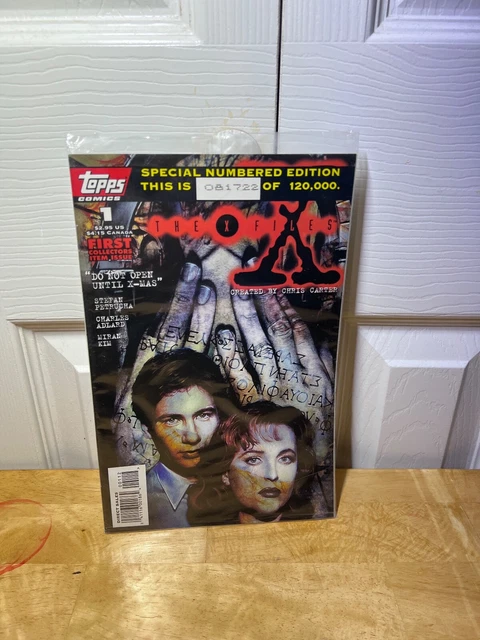 SPECIAL NUMBERED EDITION
THIS IS 081722 OF 120,000.
topps
COMICS
1
$2.95 US
$4.15 CANADA
FIRST
COLLECTORS
ITEM ISSUE
THE X FILES
X
CREATED BY CHRIS CARTER
"DO NOT OPEN
UNTIL X-MAS"
STEFAN
PETRUCHA
CHARLES
ADLARD
MIRAN
KIM
DIRECT SALES